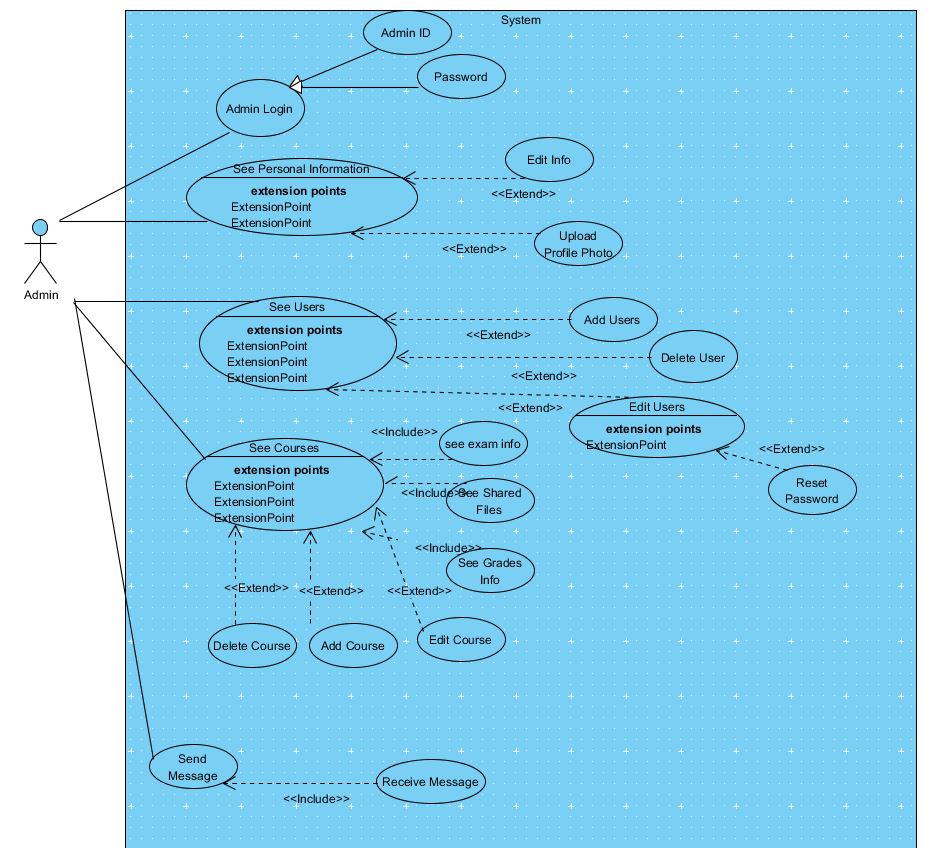 System
Admin ID
Password
Admin Login
Edit Info
See Personal Information
extension points
ExtensionPoint
ExtensionPoint
<<Extend>>
Upload
Profile Photo
<<Extend>>
Admin
See Users
extension points
ExtensionPoint
ExtensionPoint
ExtensionPoint
Add Users
<<Extend>>
Delete User
<<Extend>>
<<Extend>>
Edit Users
extension points
ExtensionPoint
<<Extend>>
Reset
Password
See Courses
extension points
ExtensionPoint
ExtensionPoint
ExtensionPoint
<<Include>>
see exam info
<<Include>>
See Shared
Files
<<Include>>
See Grades
Info
<<Extend>>
<<Extend>>
<<Extend>>
Delete Course
Add Course
Edit Course
Send
Message
Receive Message
<<Include>>